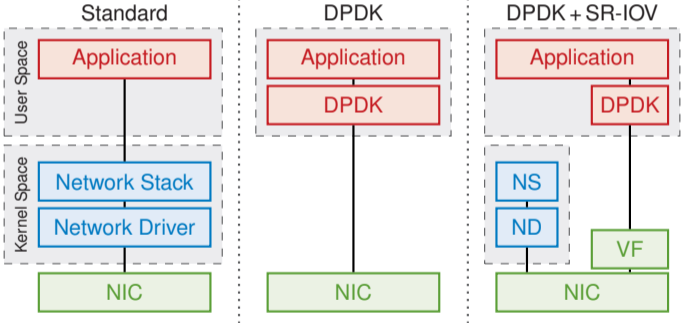 Standard
DPDK
DPDK + SR-IOV
User Space
Application
Application
DPDK
Application
DPDK
Kernel Space
Network Stack
Network Driver
NS
ND
VF
NIC
NIC
NIC